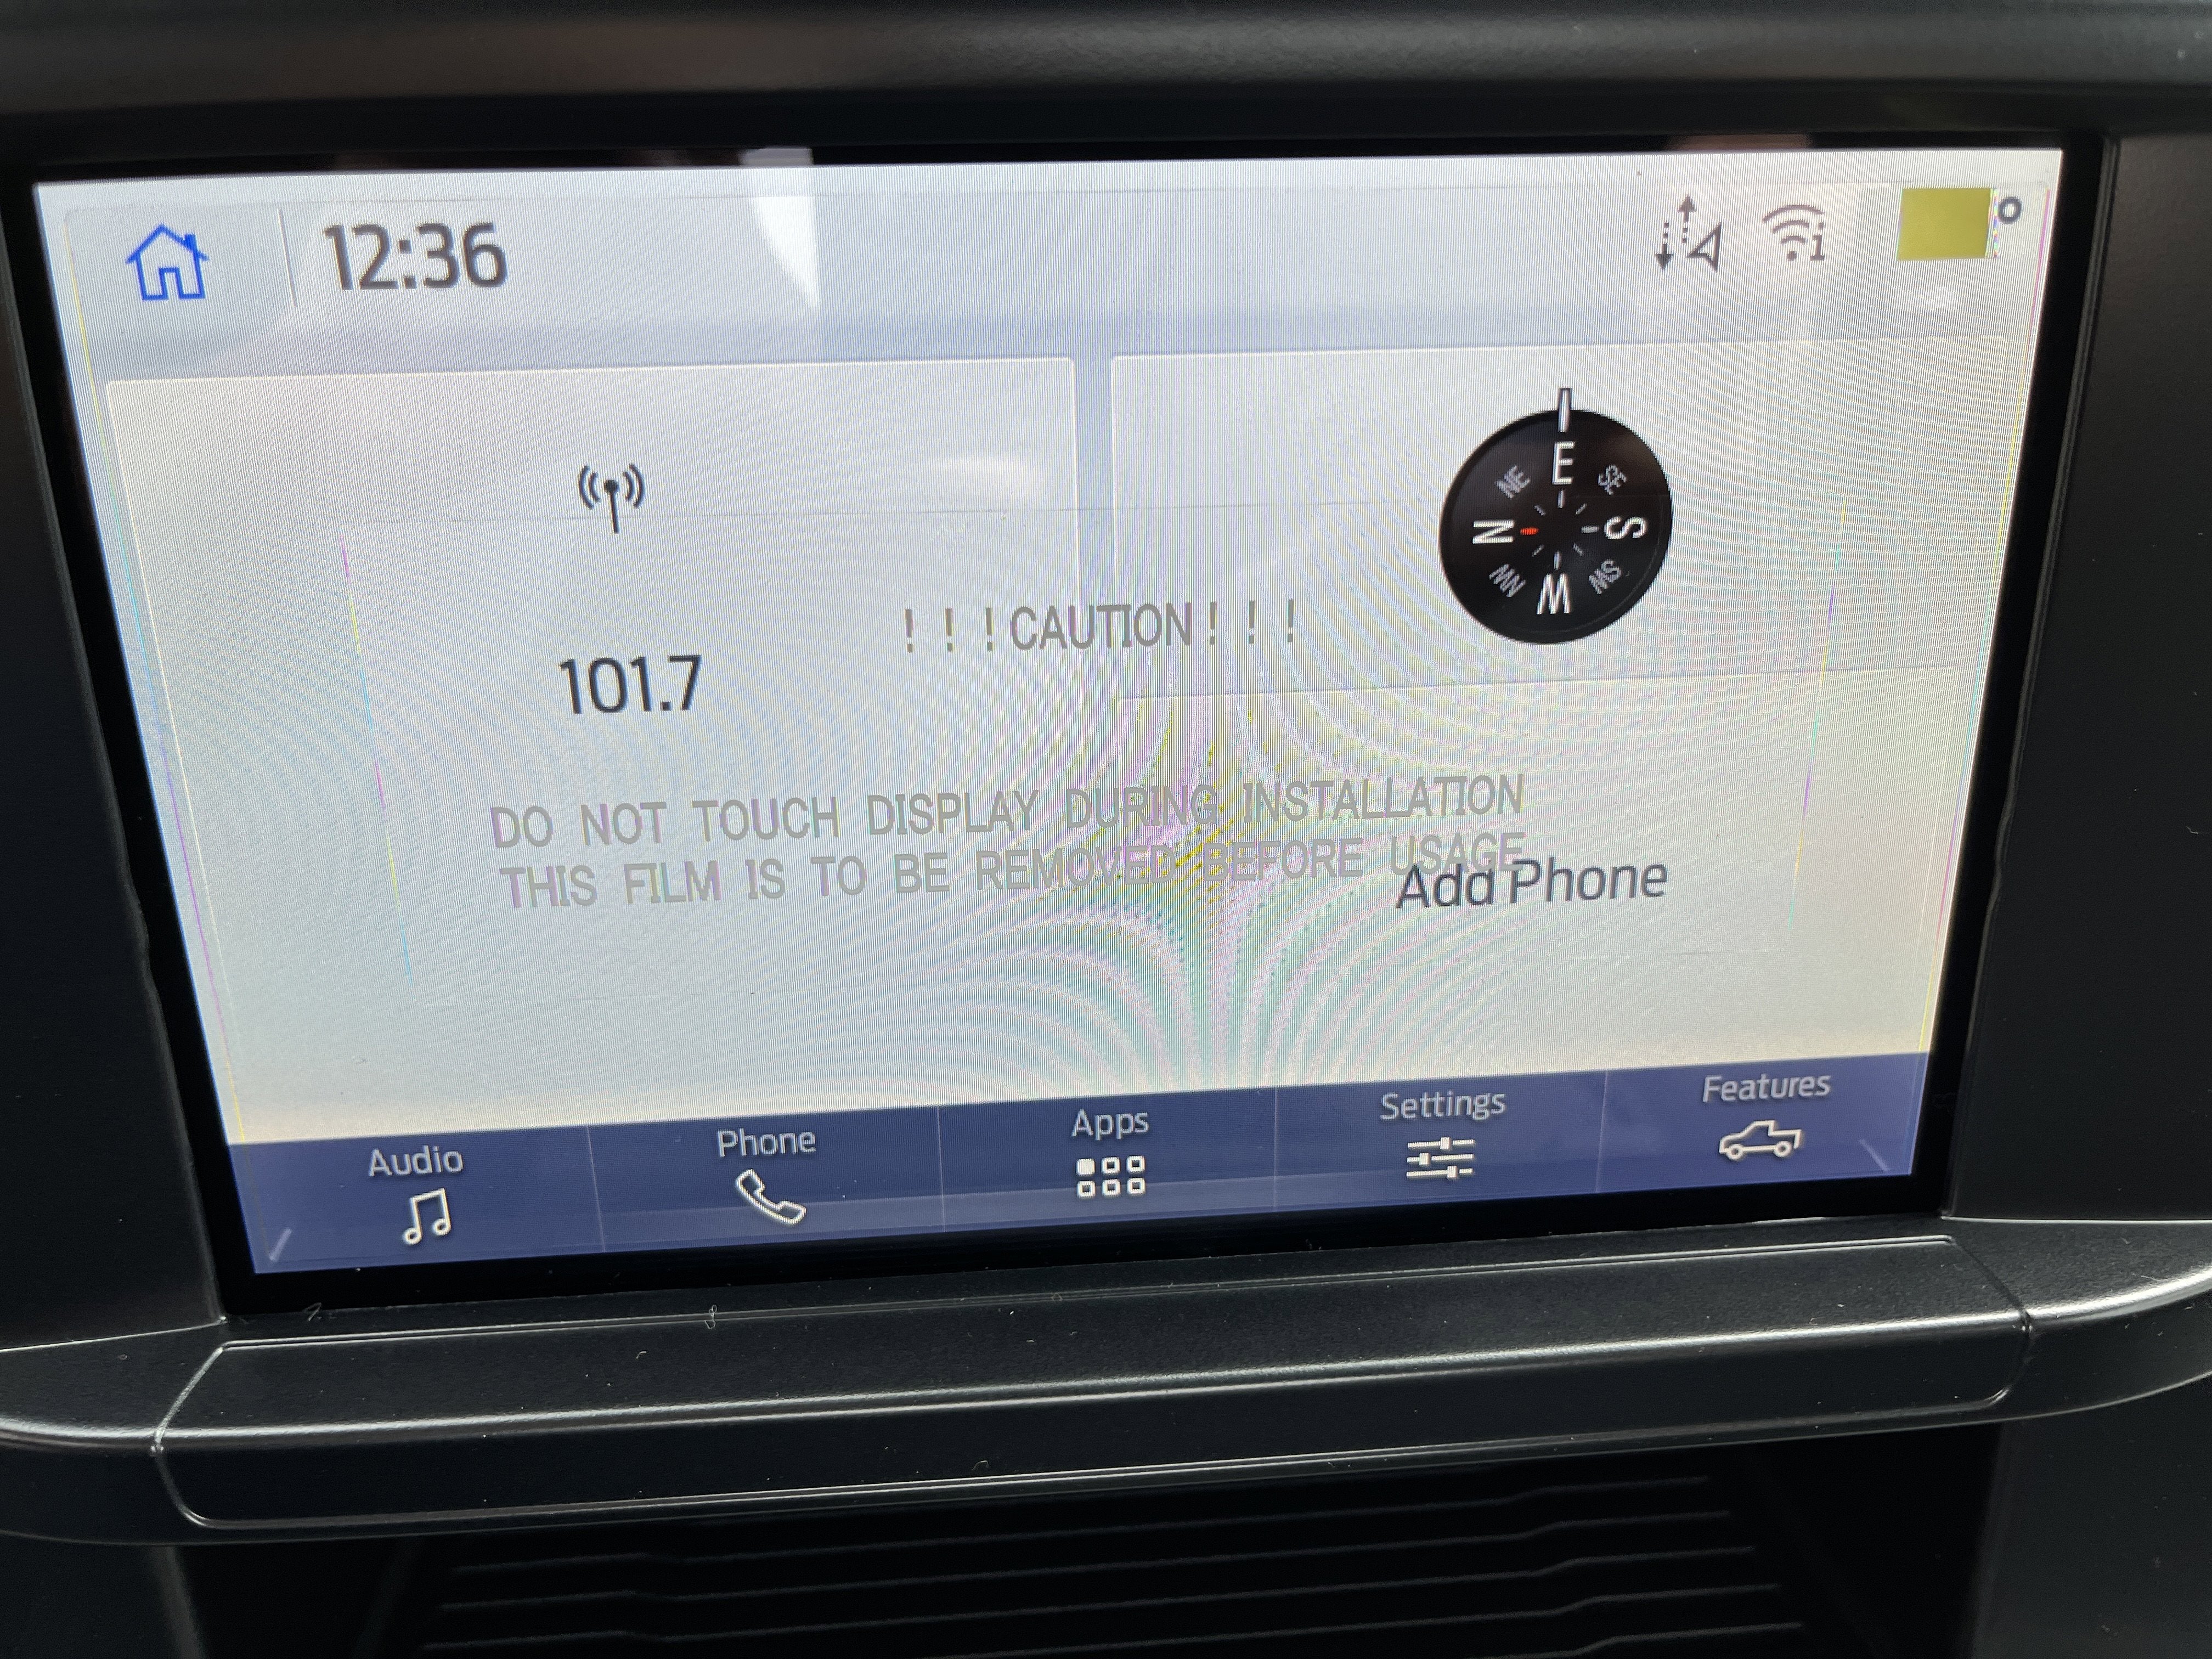 12:36
i
°
E
NE
SE
N
S
NW
SW
W
! ! ! CAUTION ! ! !
101.7
DO NOT TOUCH DISPLAY DURING INSTALLATION
THIS FILM IS TO BE REMOVED BEFORE USAGE
Add Phone
Audio
Phone
Apps
Settings
Features